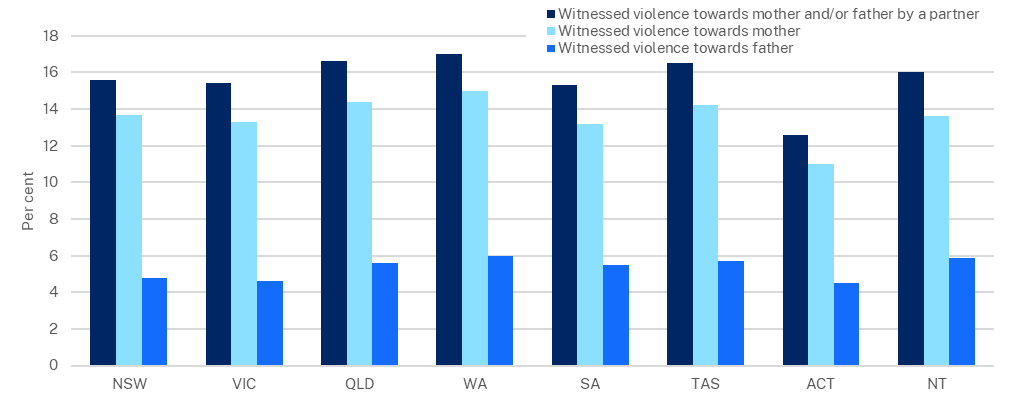 Witnessed violence towards mother and/or father by a partner
Witnessed violence towards mother
Witnessed violence towards father
18
16
14
12
10
8
6
4
2
0
Per cent
NSW VIC QLD WA SA TAS ACT NT